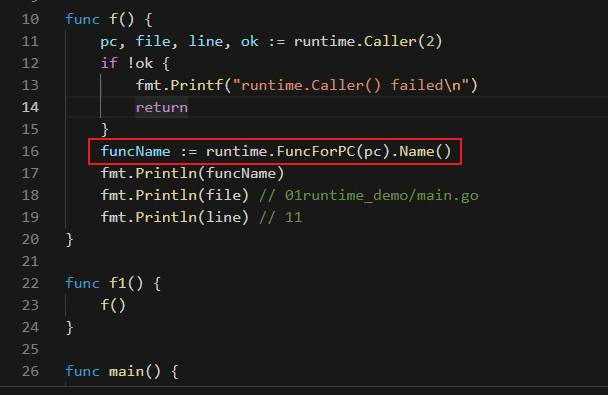 10 func f() {
11 pc, file, line, ok := runtime.Caller(2)
12 if !ok {
13 fmt.Printf("runtime.Caller() failed\n")
14 return
15 }
16 funcName := runtime.FuncForPC(pc).Name()
17 fmt.Println(funcName)
18 fmt.Println(file) // 01runtime_demo/main.go
19 fmt.Println(line) // 11
20 }
21
22 func f1() {
23 f()
24 }
25
26 func main() {